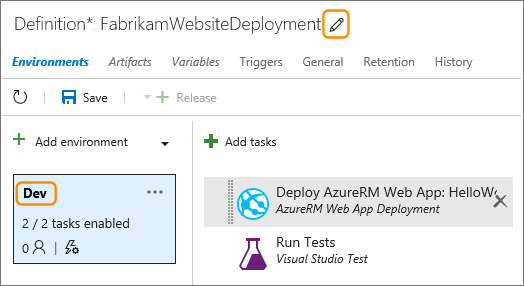 Definition*: FabrikamWebsiteDeployment
Environments Artifacts Variables Triggers General Retention History
Save Release
Add environment
Add tasks
Dev
2 / 2 tasks enabled
0
Deploy AzureRM Web App: HelloW
AzureRM Web App Deployment
Run Tests
Visual Studio Test